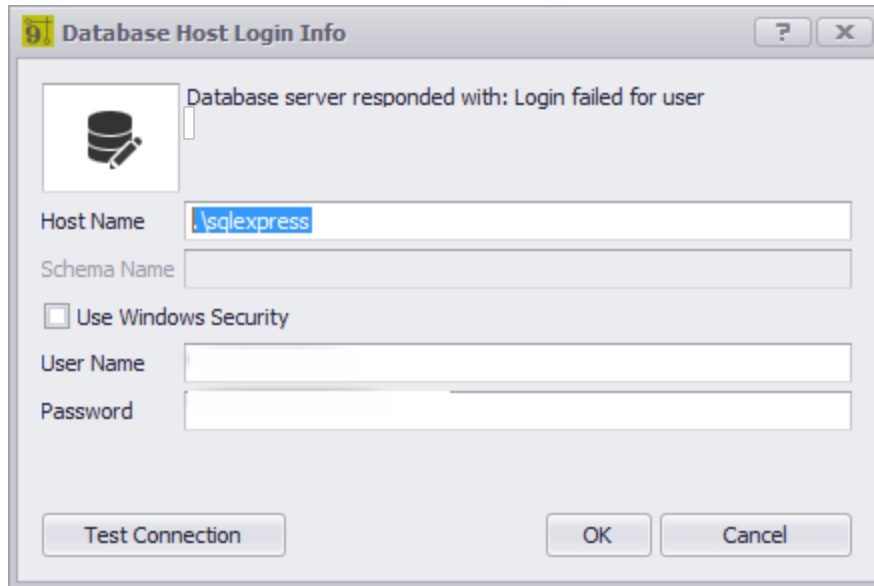 9 Database Host Login Info
Database server responded with: Login failed for user
Host Name .\sqlexpress
Schema Name
Use Windows Security
User Name
Password
Test Connection OK Cancel